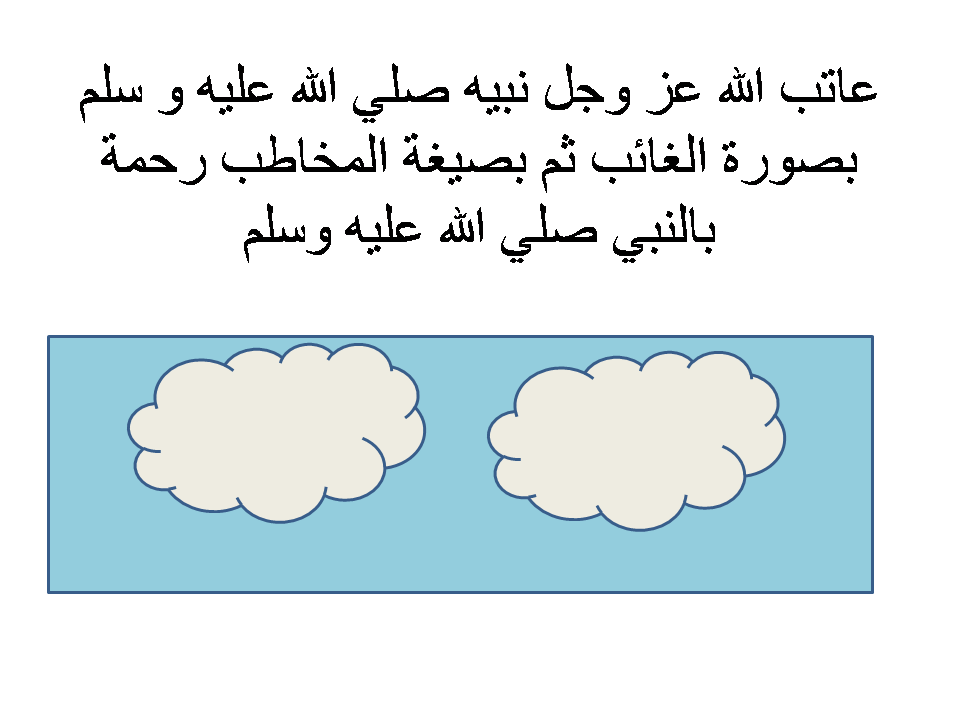 عاتب الله عز وجل نبيه صلي الله عليه و سلم
بصورة الغائب ثم بصيغة المخاطب رحمة
بالنبي صلي الله عليه وسلم